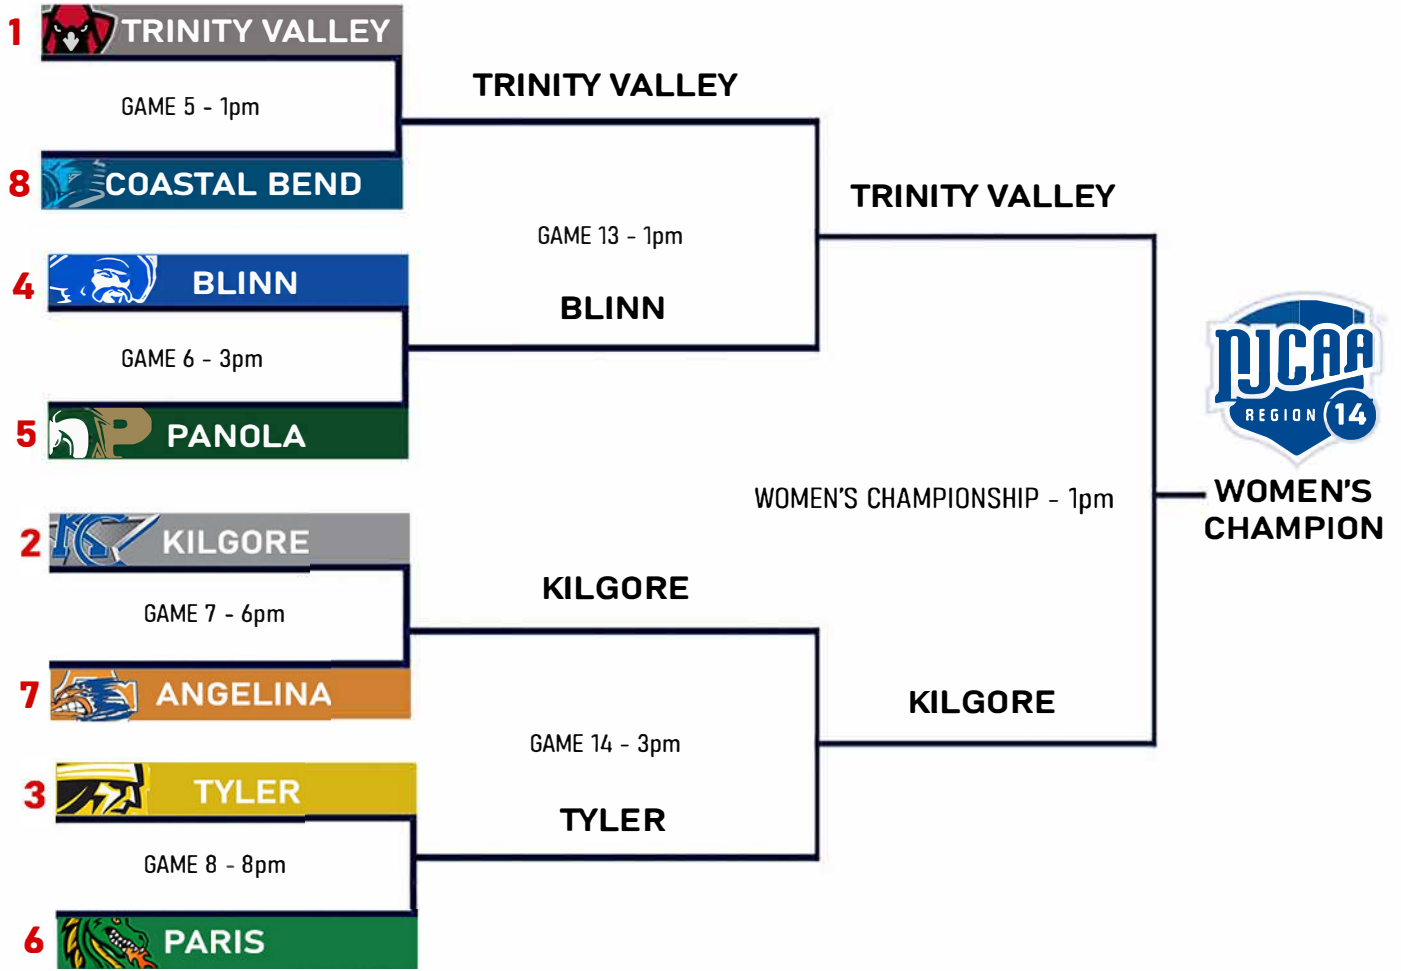 1 TRINITY VALLEY
GAME 5 - 1pm
8 COASTAL BEND
4 BLINN
GAME 6 - 3pm
5 P PANOLA
2 KC KILGORE
GAME 7 - 6pm
7 ANGELINA
3 TYLER
GAME 8 - 8pm
6 PARIS
TRINITY VALLEY
GAME 13 - 1pm
BLINN
KILGORE
GAME 14 - 3pm
TYLER
TRINITY VALLEY
WOMEN'S CHAMPIONSHIP - 1pm
KILGORE
NJCAA
REGION 14
WOMEN'S
CHAMPION